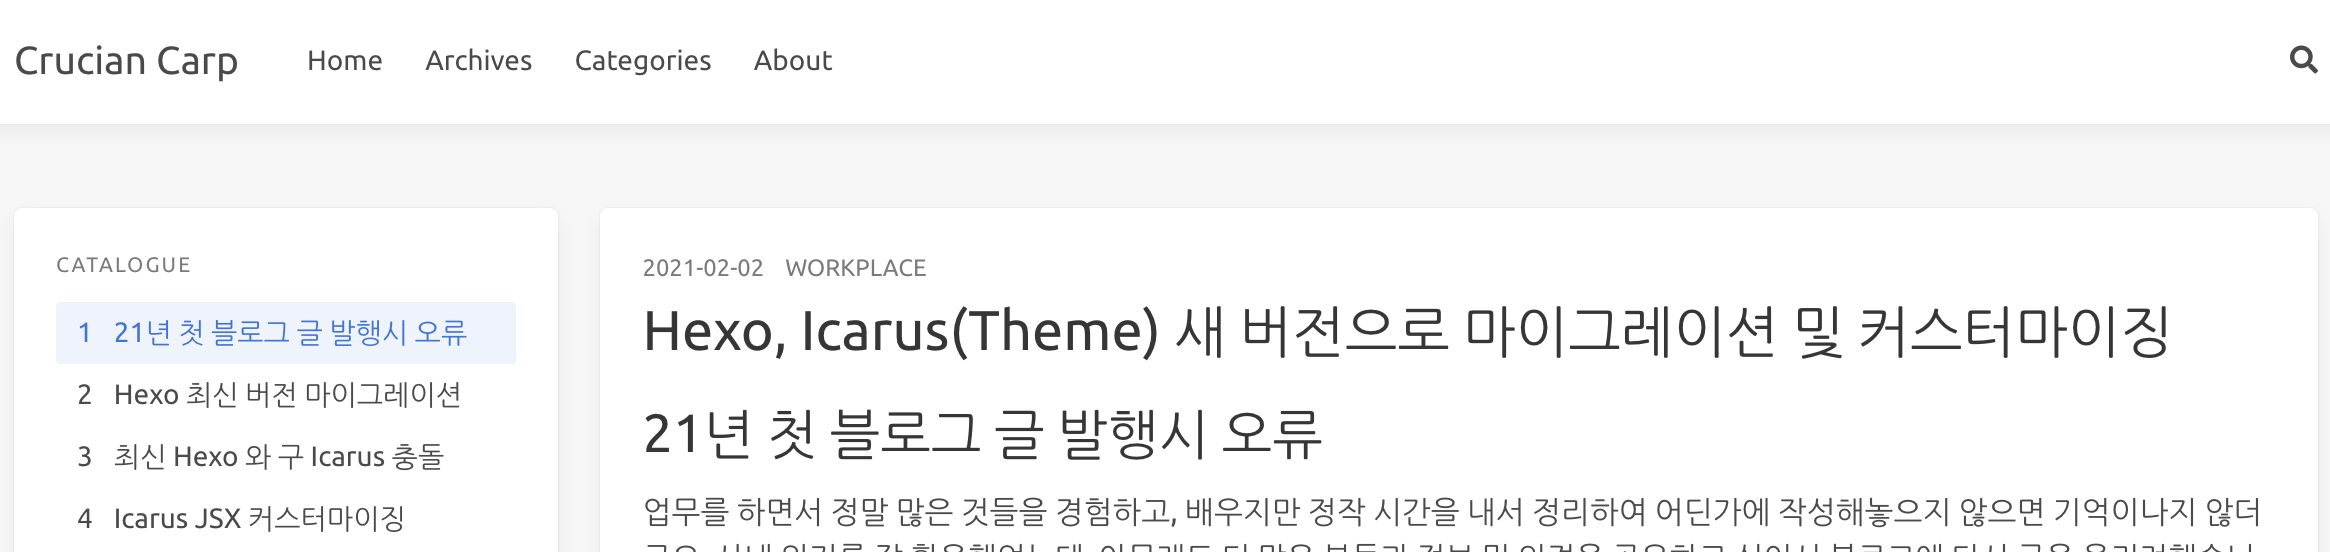 Crucian Carp Home Archives Categories About
CATALOGUE
1 21년 첫 블로그 글 발행시 오류
2 Hexo 최신 버전 마이그레이션
3 최신 Hexo 와 구 Icarus 충돌
4 Icarus JSX 커스터마이징
2021-02-02 WORKPLACE
Hexo, Icarus(Theme) 새 버전으로 마이그레이션 및 커스터마이징
21년 첫 블로그 글 발행시 오류
업무를 하면서 정말 많은 것들을 경험하고, 배우지만 정작 시간을 내서 정리하여 어딘가에 작성해놓으지 않으면 기억이나지 않더